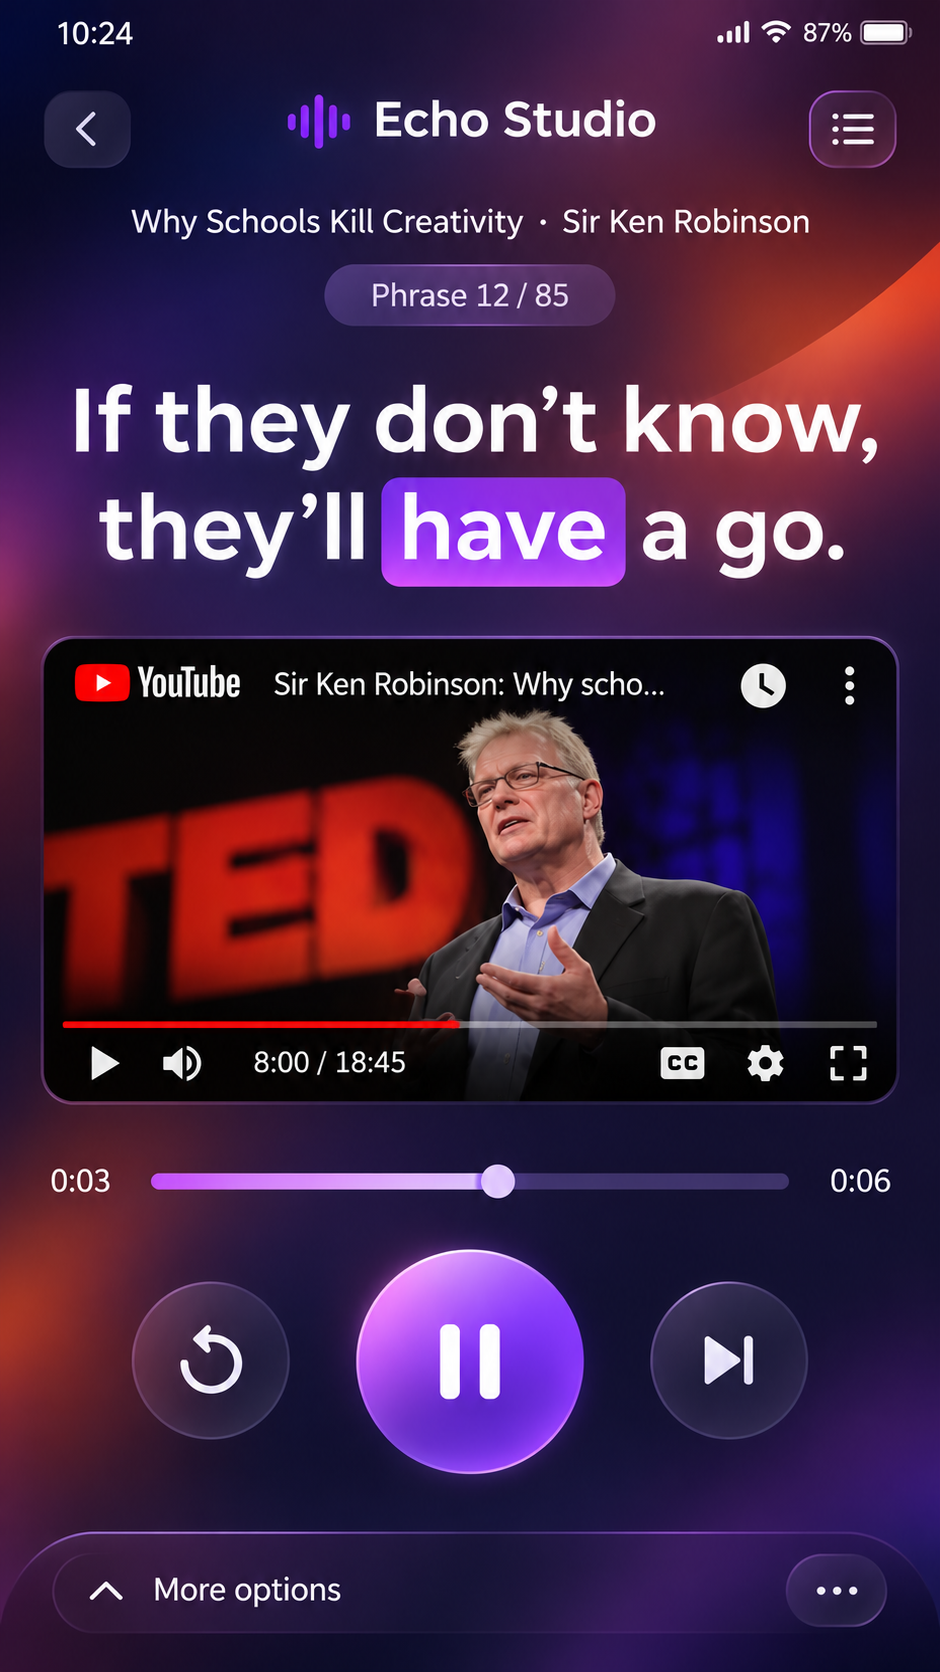 10:24
87%
Echo Studio
Why Schools Kill Creativity · Sir Ken Robinson
Phrase 12 / 85
If they don’t know,
they’ll have a go.
YouTube Sir Ken Robinson: Why scho...
TED
8:00 / 18:45
CC
0:03
0:06
More options